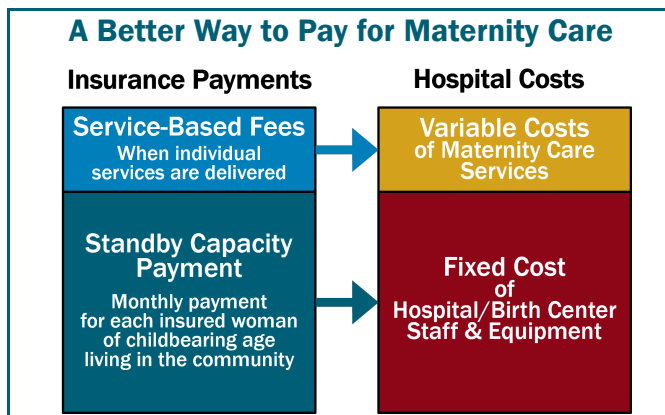 A Better Way to Pay for Maternity Care
Insurance Payments
Hospital Costs
Service-Based Fees
When individual
services are delivered
Variable Costs
of Maternity Care
Services
Standby Capacity
Payment
Monthly payment
for each insured woman
of childbearing age
living in the community
Fixed Cost
of
Hospital/Birth Center
Staff & Equipment